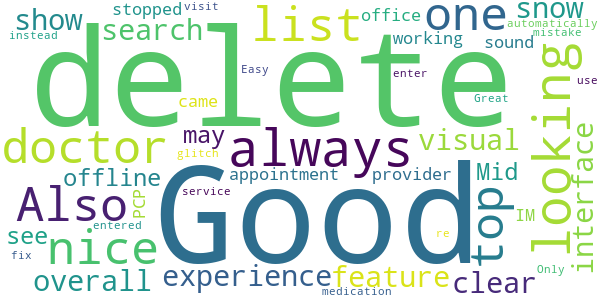 stopped visit
show office one snow
instead search list working sound automatically
mistake
delete
Easy enter use
came Great
doctor may always visual looking
glitch
offline appointment provider Mid
Also service PCP Good top interface
see nice entered IM
fix re
overall experience feature clear Only
medication